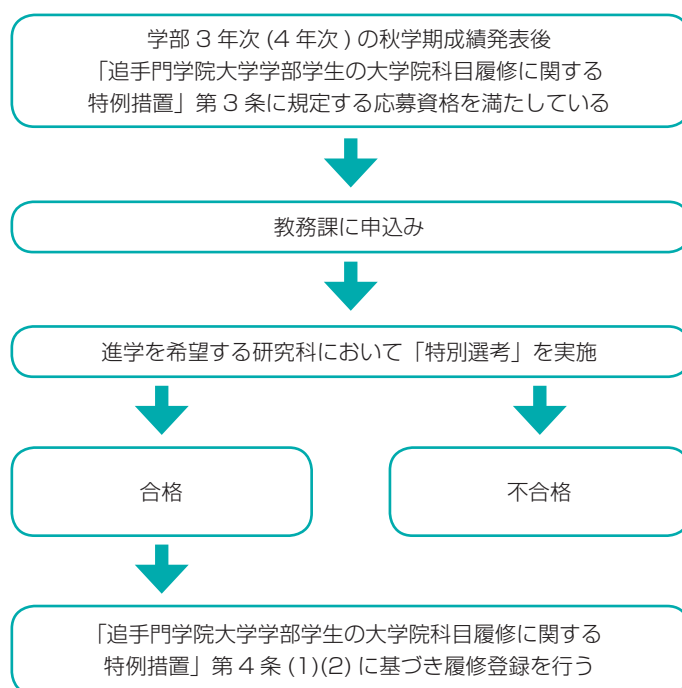 学部 3 年次 (4 年次 ) の秋学期成績発表後
「追手門学院大学学部学生の大学院科目履修に関する
特例措置」第 3 条に規定する応募資格を満たしている
教務課に申込み
進学を希望する研究科において「特別選考」を実施
合格
不合格
「追手門学院大学学部学生の大学院科目履修に関する
特例措置」第 4 条 (1)(2) に基づき履修登録を行う